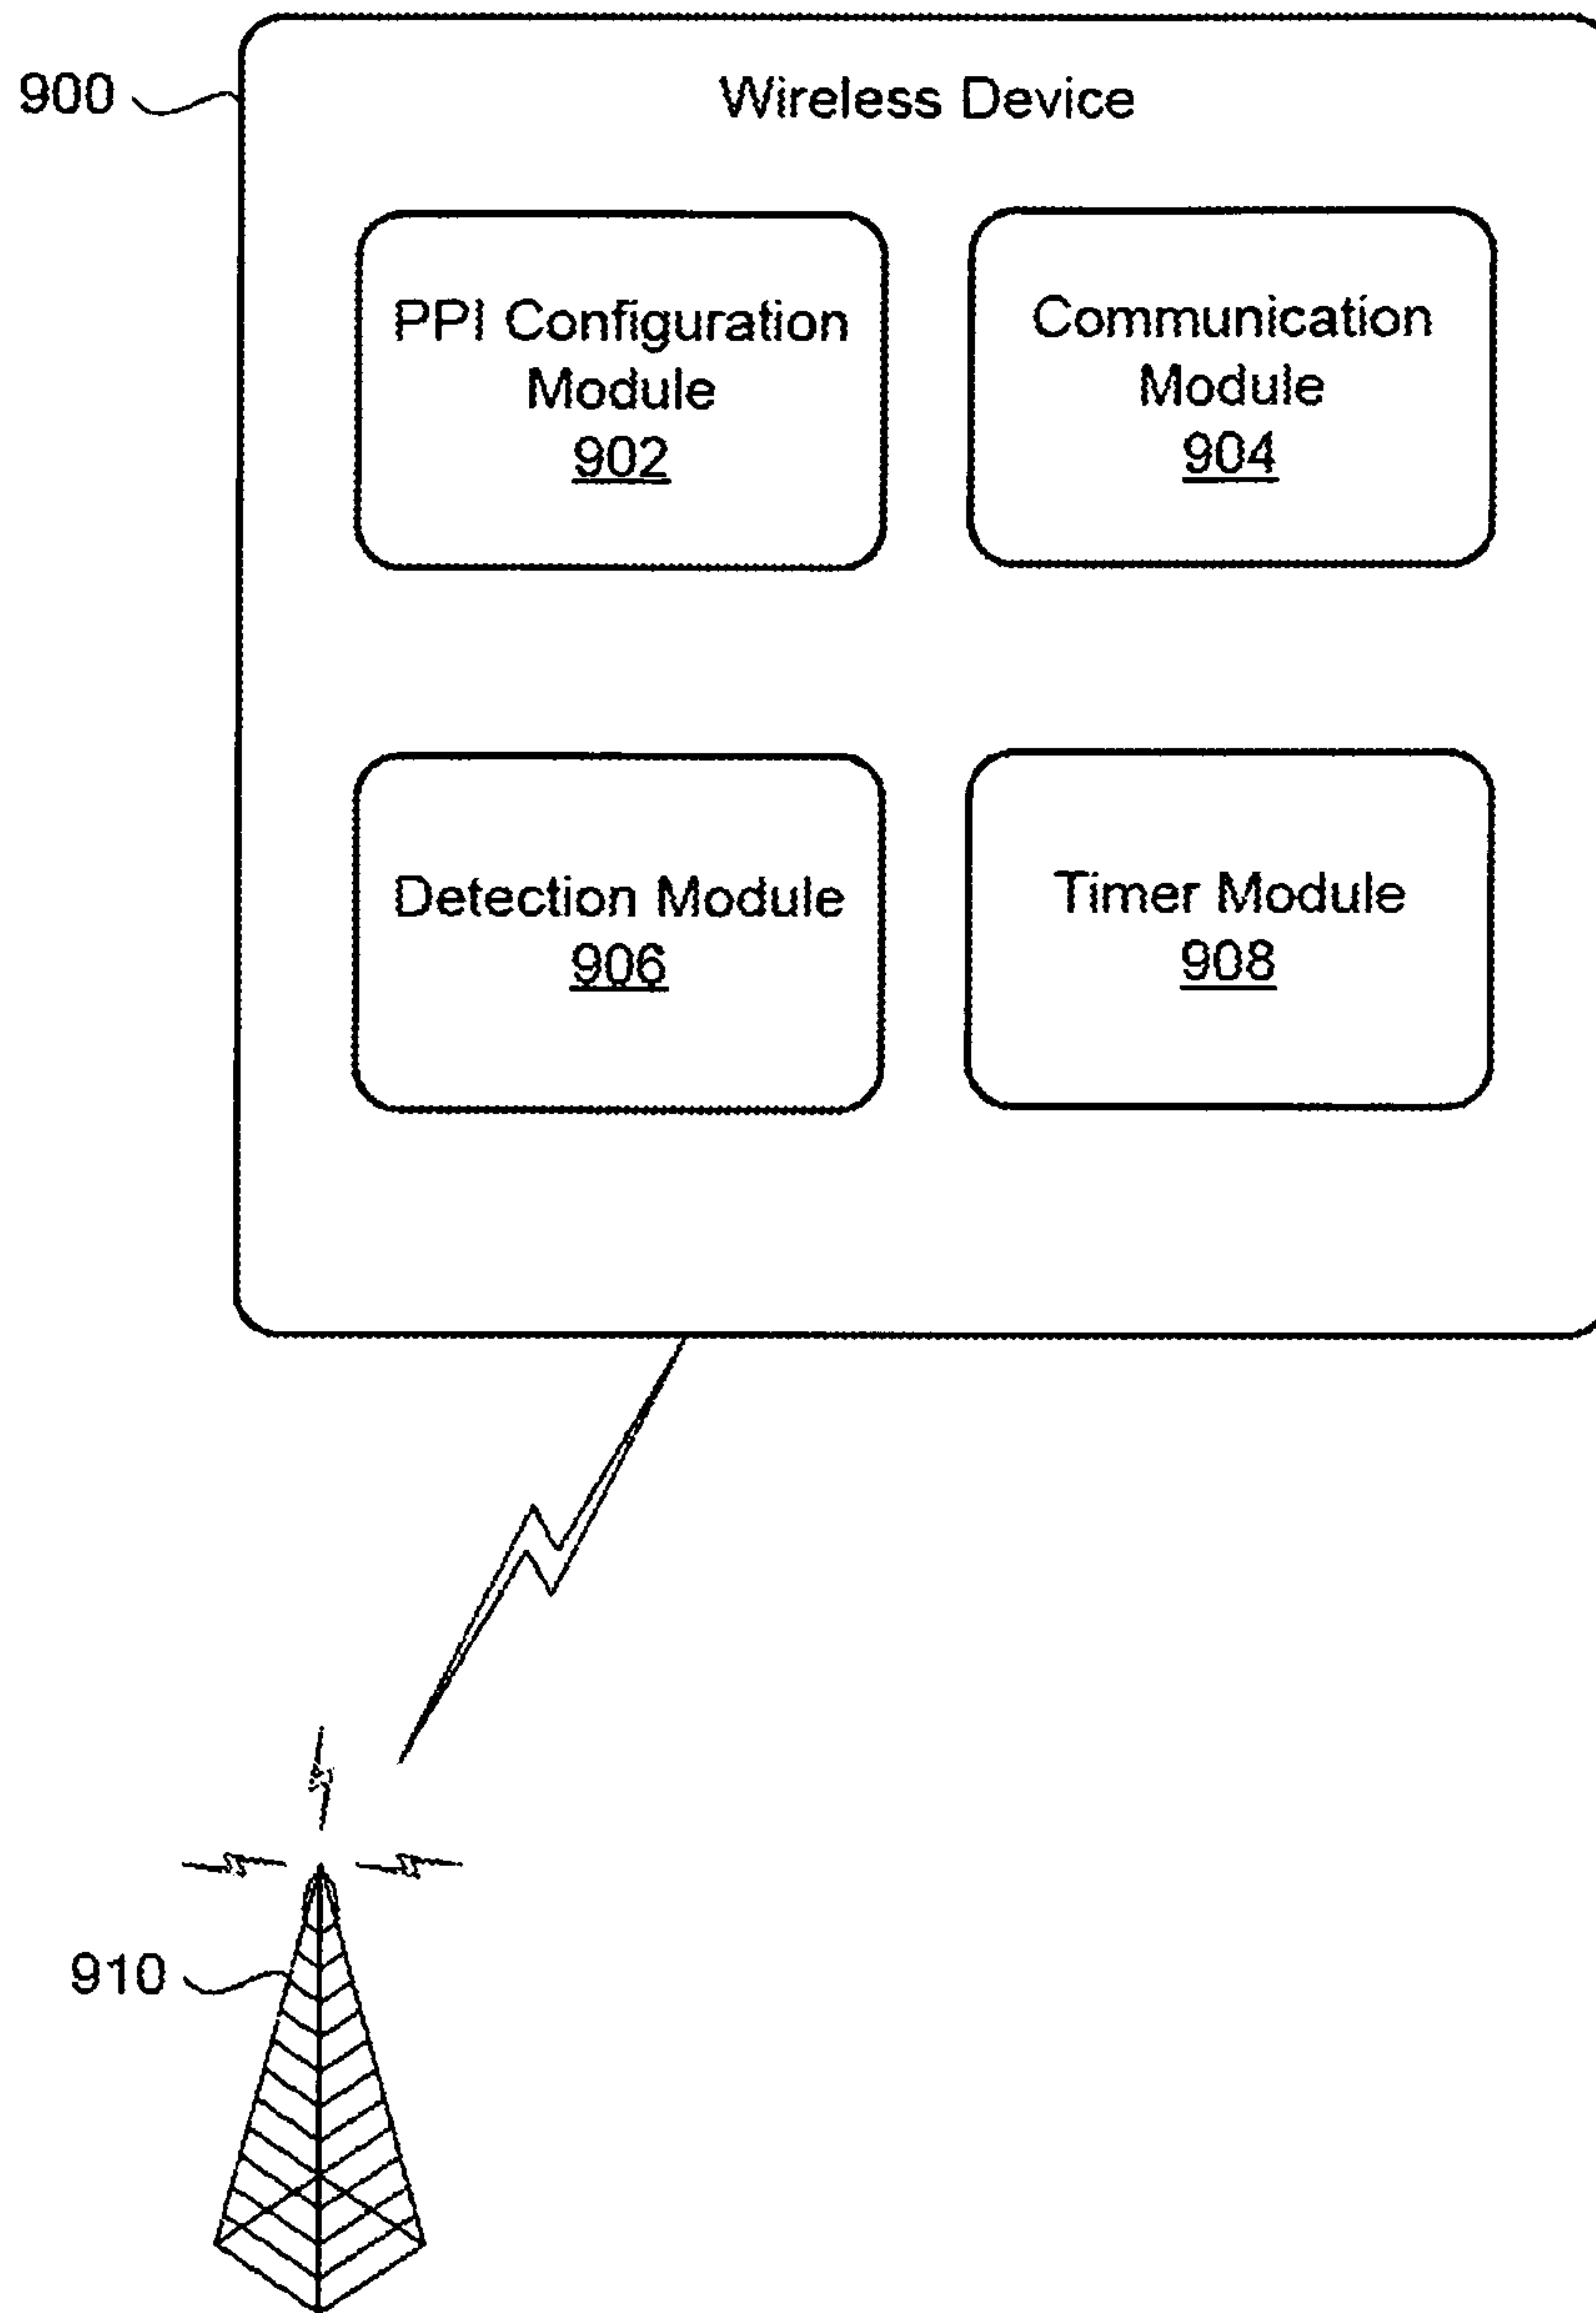 900
Wireless Device
PPI Configuration
Module
902
Communication
Module
904
Detection Module
906
Timer Module
908
910